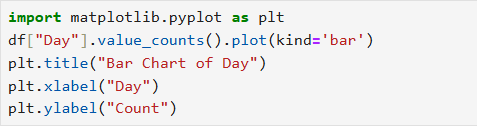 import matplotlib.pyplot as plt
df["Day"].value_counts().plot(kind='bar')
plt.title("Bar Chart of Day")
plt.xlabel("Day")
plt.ylabel("Count")